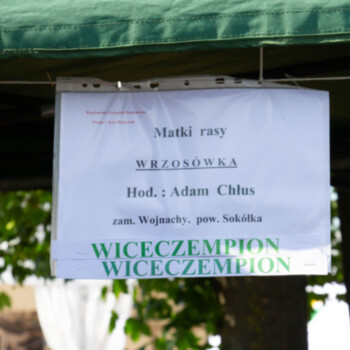 Matki rasy
WRZOSÓWKA
Hod. : Adam Chlus
zam. Wojnachy, pow. Sokółka
WICECZEMPION
WICECZEMPION